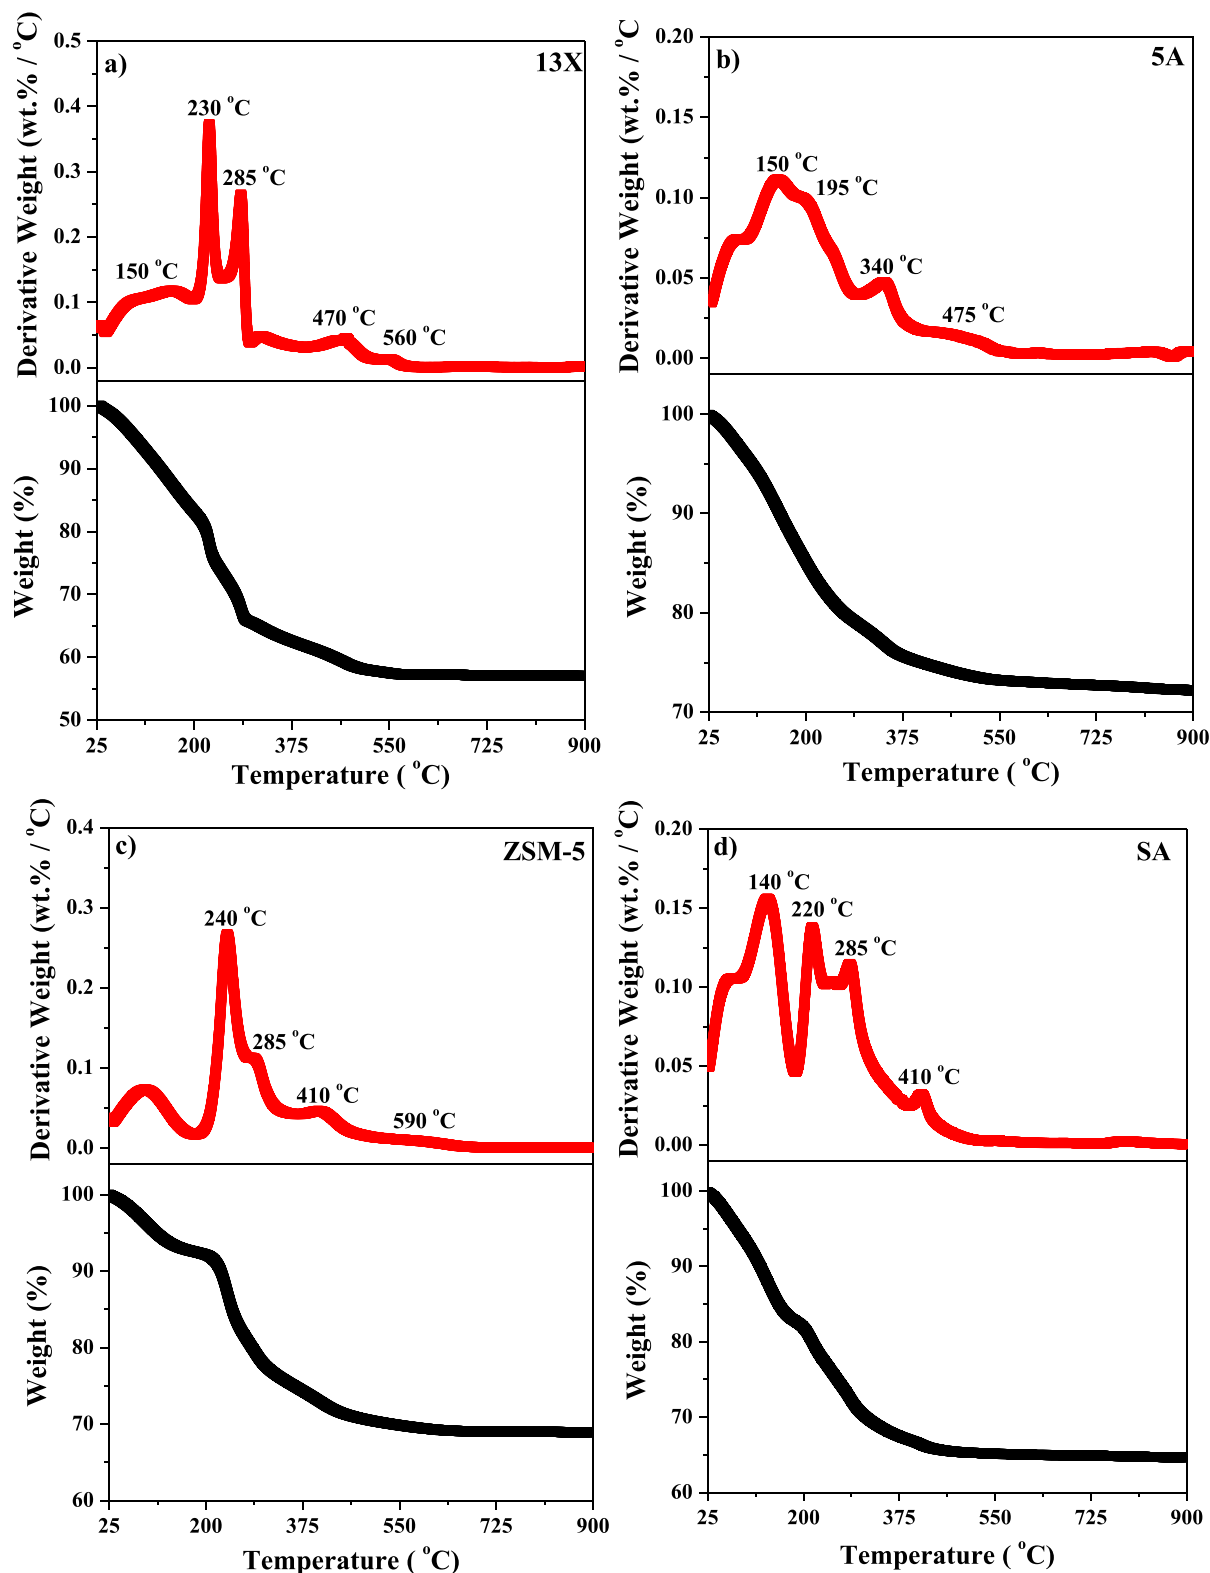 a)
13X
0.5
0.4
0.3
0.2
0.1
0.0
Derivative Weight (wt.% / °C)
230 °C
285 °C
150 °C
470 °C
560 °C
100
90
80
70
60
50
Weight (%)
25 200 375 550 725 900
Temperature ( °C)
b)
5A
0.20
0.15
0.10
0.05
0.00
Derivative Weight (wt.% / °C
150 °C
195 °C
340 °C
475 °C
100
90
80
70
Weight (%)
25 200 375 550 725 900
Temperature ( °C)
c)
ZSM-5
0.4
0.3
0.2
0.1
0.0
Derivative Weight (wt.% / °C)
240 °C
285 °C
410 °C
590 °C
100
90
80
70
60
Weight (%)
25 200 375 550 725 900
Temperature ( °C)
d)
SA
0.20
0.15
0.10
0.05
0.00
Derivative Weight (wt.% / °C)
140 °C
220 °C
285 °C
410 °C
100
90
80
70
60
Weight (%)
25 200 375 550 725 900
Temperature ( °C)